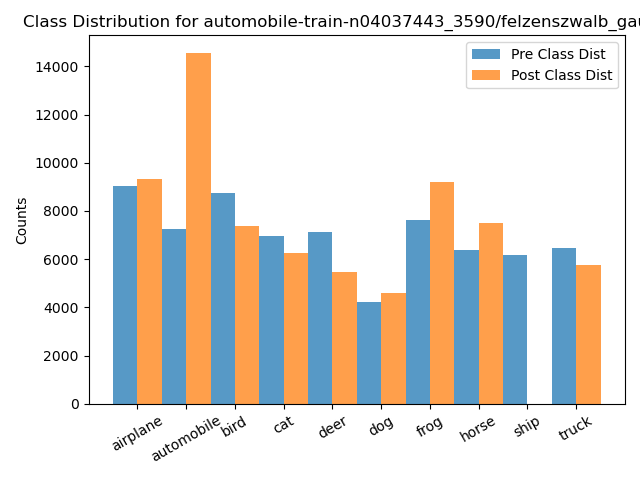 Class Distribution for automobile-train-n04037443_3590/felzenszwalb_gau
Pre Class Dist
Post Class Dist
Counts
14000
12000
10000
8000
6000
4000
2000
0
airplane
automobile
bird
cat
deer
dog
frog
horse
ship
truck